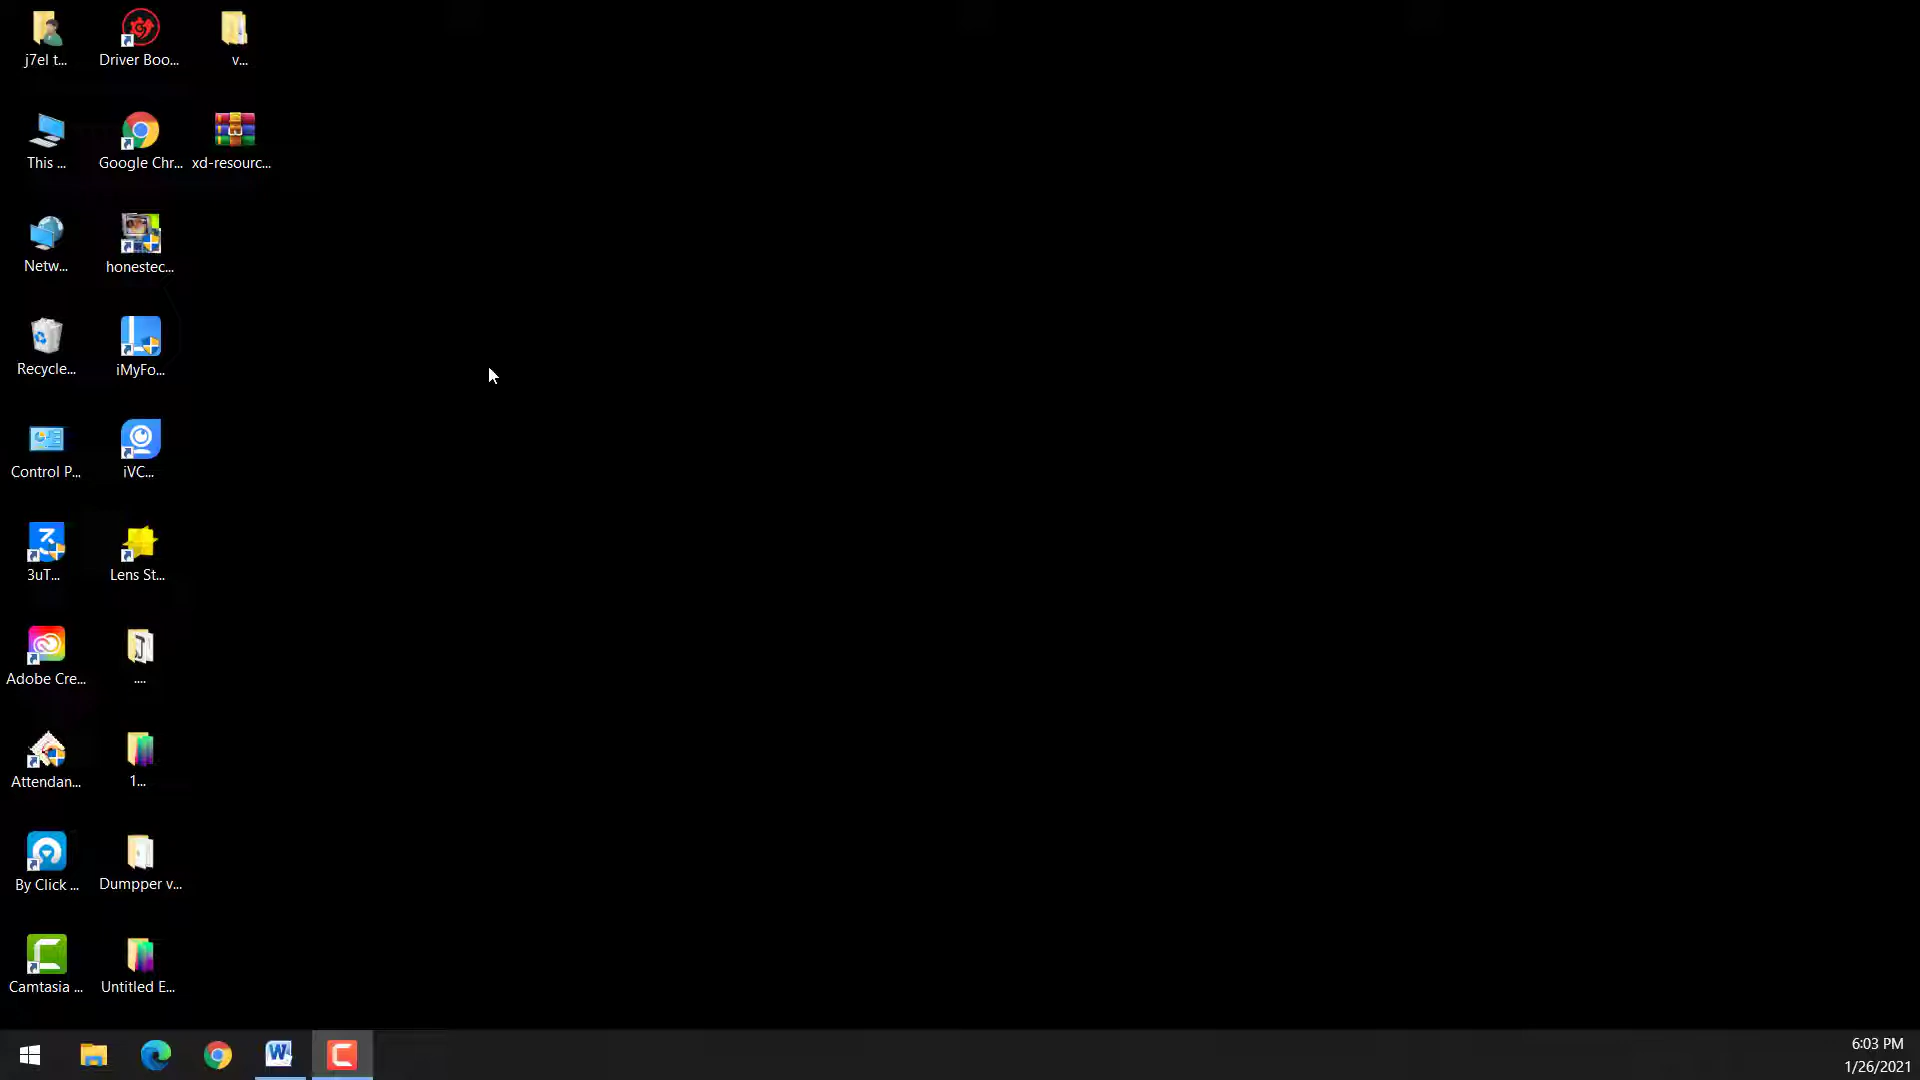 j7el t...
Driver Boo...
v...
This ...
Google Chr...
xd-resourc...
Netw...
honestec...
Recycle...
iMyFo...
Control P...
iVC...
3uT...
Lens St...
Adobe Cre...
....
Attendan...
1...
By Click ...
Dumpper v...
Camtasia ...
Untitled E...
6:03 PM
1/26/2021